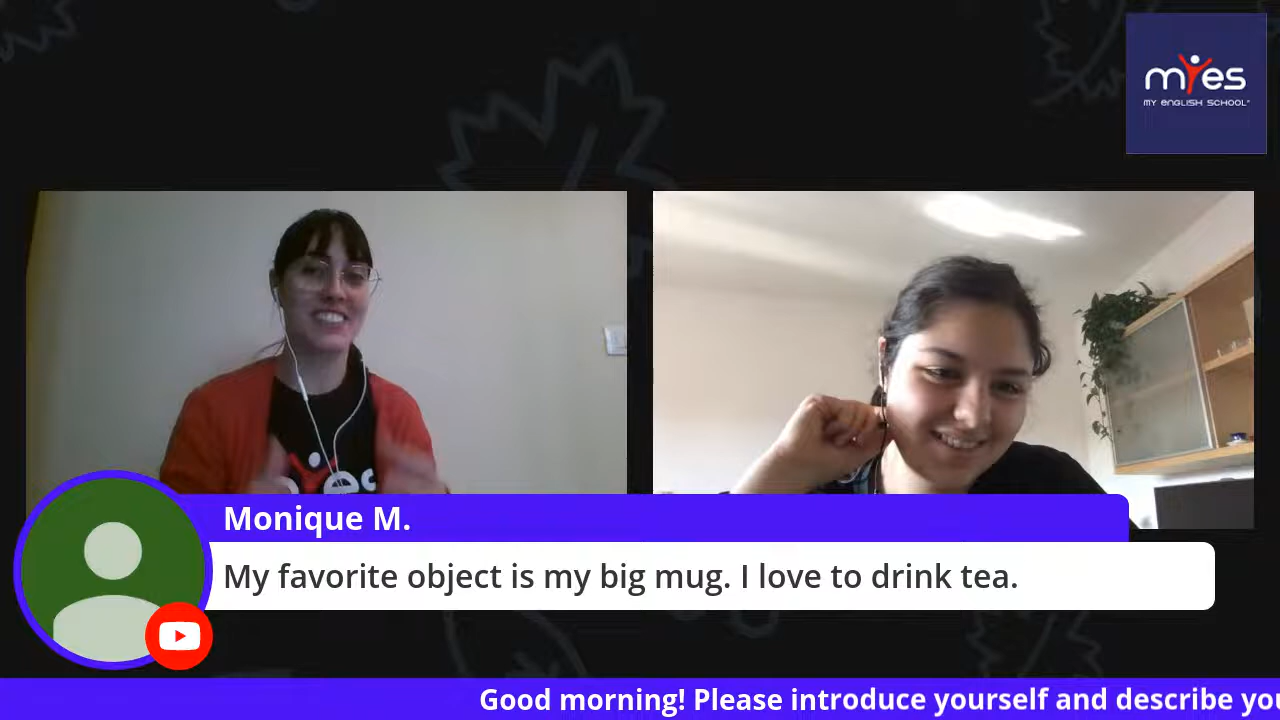 myes
MY ENGLISH SCHOOL
Monique M.
My favorite object is my big mug. I love to drink tea.
Good morning! Please introduce yourself and describe you